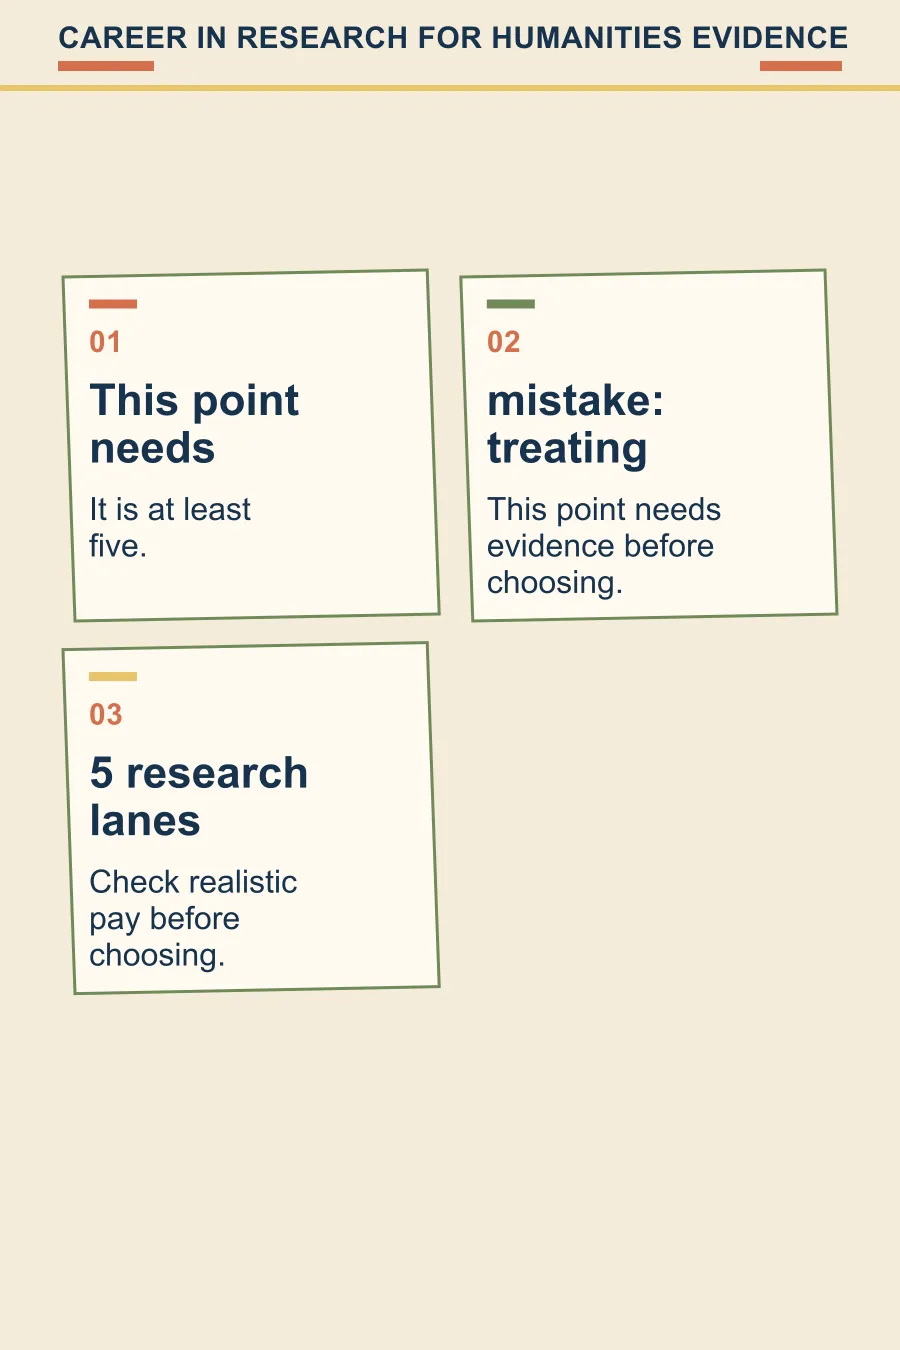 CAREER IN RESEARCH FOR HUMANITIES EVIDENCE
01
This point
needs
It is at least
five.
02
mistake:
treating
This point needs
evidence before
choosing.
03
5 research
lanes
Check realistic
pay before
choosing.